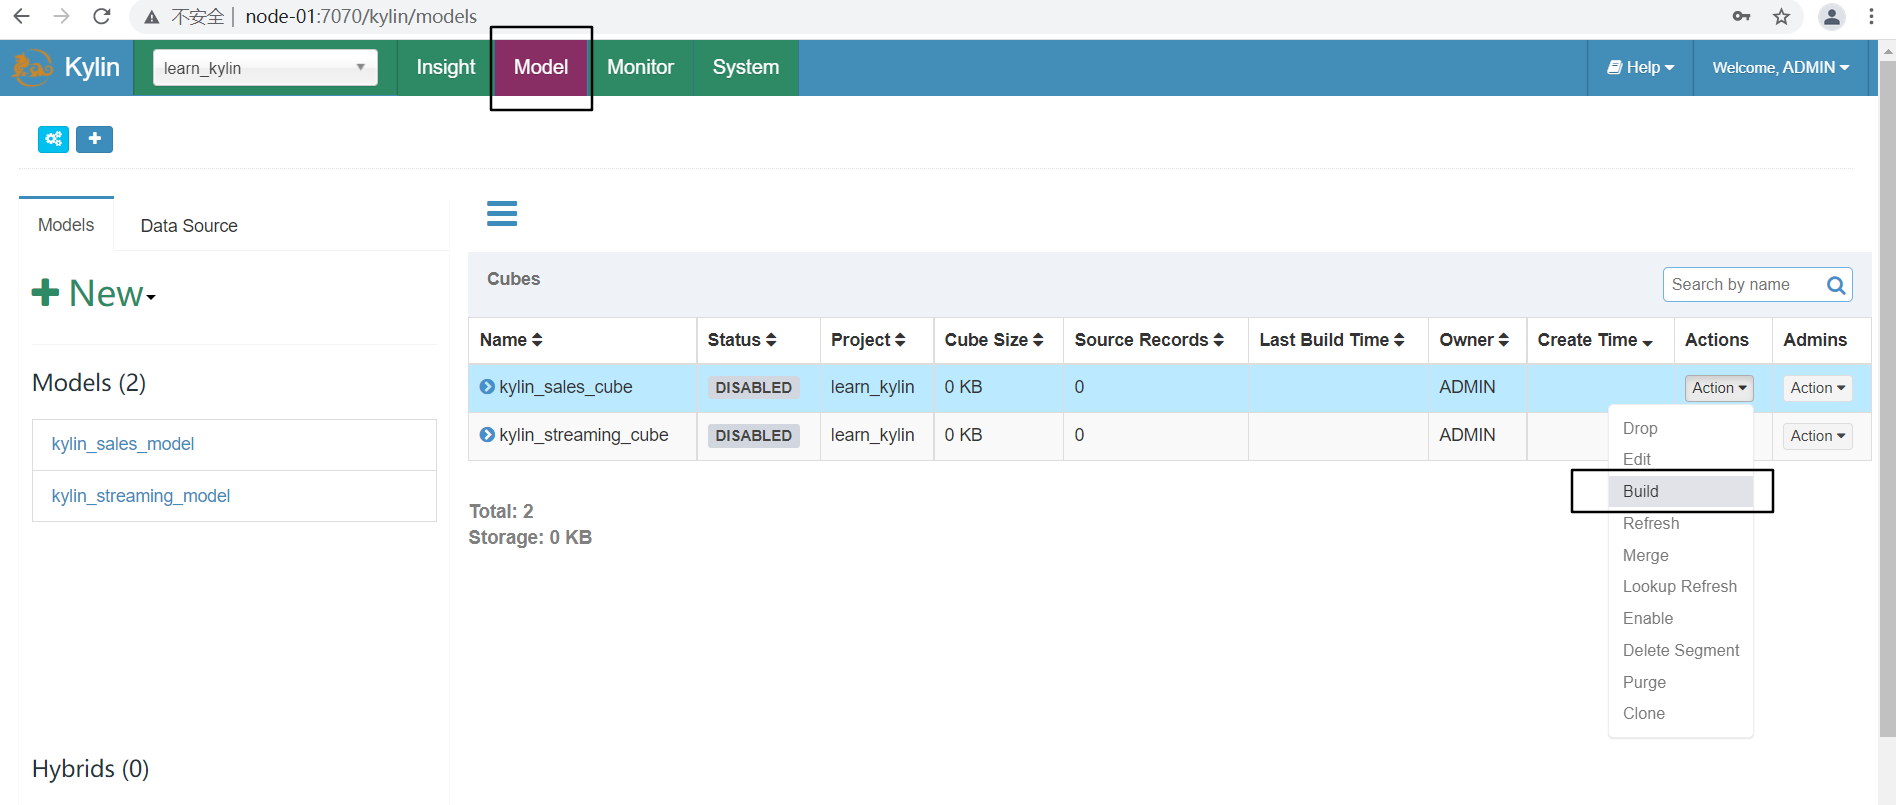 不安全 | node-01:7070/kylin/models
Kylin learn_kylin Insight Model Monitor System Help Welcome, ADMIN
Models Data Source
New
Models (2)
kylin_sales_model
kylin_streaming_model
Hybrids (0)
Cubes
Search by name
Name Status Project Cube Size Source Records Last Build Time Owner Create Time Actions Admins
kylin_sales_cube DISABLED learn_kylin 0 KB 0 ADMIN Action
kylin_streaming_cube DISABLED learn_kylin 0 KB 0 ADMIN Action
Action
Drop
Edit
Build
Refresh
Merge
Lookup Refresh
Enable
Delete Segment
Purge
Clone
Total: 2
Storage: 0 KB